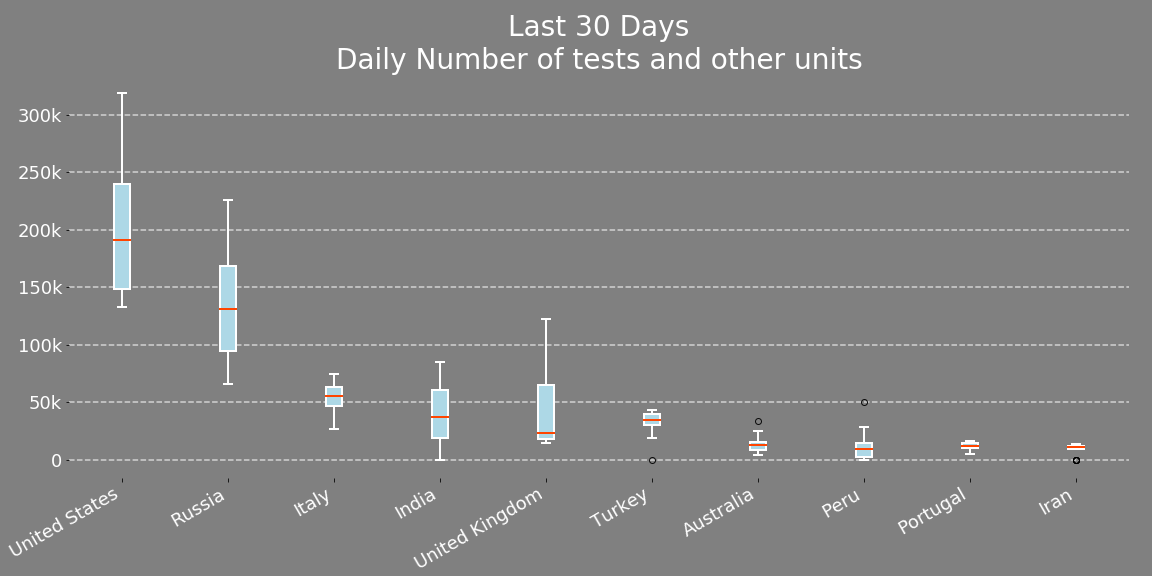 Last 30 Days
Daily Number of tests and other units
300k
250k
200k
150k
100k
50k
0
United States
Russia
Italy
India
United Kingdom
Turkey
Australia
Peru
Portugal
Iran